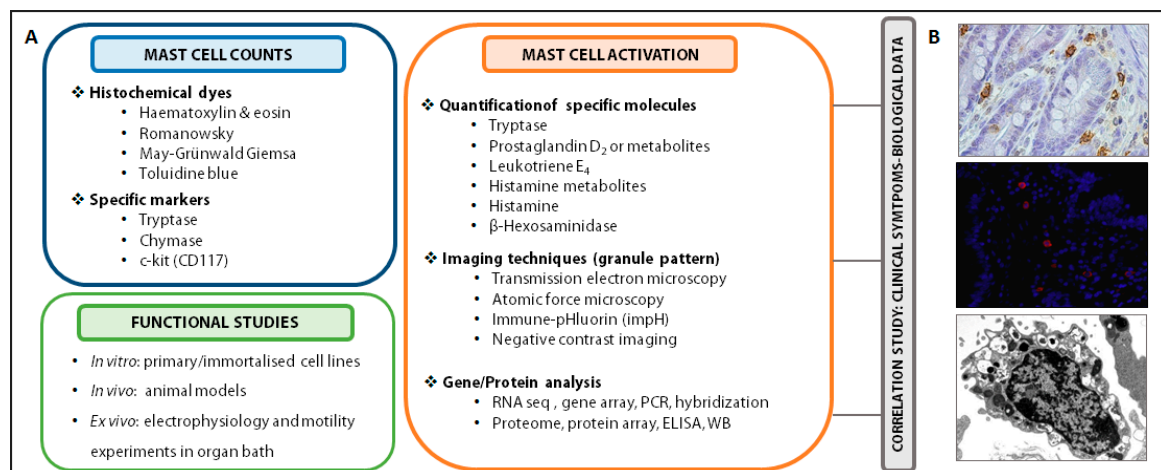 A
MAST CELL COUNTS
❖ Histochemical dyes
• Haematoxylin & eosin
• Romanowsky
• May-Grünwald Giemsa
• Toluidine blue
❖ Specific markers
• Tryptase
• Chymase
• c-kit (CD117)
FUNCTIONAL STUDIES
• In vitro: primary/immortalised cell lines
• In vivo: animal models
• Ex vivo: electrophysiology and motility
experiments in organ bath
MAST CELL ACTIVATION
❖ Quantificationof specific molecules
• Tryptase
• Prostaglandin D₂ or metabolites
• Leukotriene E₄
• Histamine metabolites
• Histamine
• β-Hexosaminidase
❖ Imaging techniques (granule pattern)
• Transmission electron microscopy
• Atomic force microscopy
• Immune-pHluorin (impH)
• Negative contrast imaging
❖ Gene/Protein analysis
• RNA seq , gene array, PCR, hybridization
• Proteome, protein array, ELISA, WB
CORRELATION STUDY: CLINICAL SYMTPOMS-BIOLOGICAL DATA
B